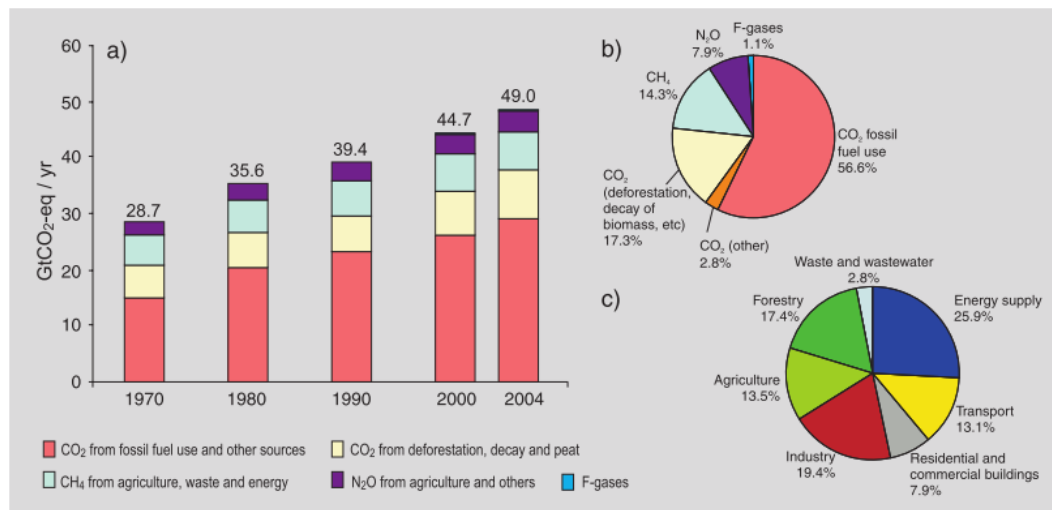 a)
GtCO₂-eq / yr
60
50
40
30
20
10
0
28.7
35.6
39.4
44.7
49.0
1970
1980
1990
2000
2004
CO₂ from fossil fuel use and other sources
CO₂ from deforestation, decay and peat
CH₄ from agriculture, waste and energy
N₂O from agriculture and others
F-gases
b)
F-gases
1.1%
N₂O
7.9%
CH₄
14.3%
CO₂ fossil
fuel use
56.6%
CO₂
(deforestation,
decay of
biomass, etc)
17.3%
CO₂ (other)
2.8%
c)
Waste and wastewater
2.8%
Forestry
17.4%
Energy supply
25.9%
Agriculture
13.5%
Transport
13.1%
Industry
19.4%
Residential and
commercial buildings
7.9%